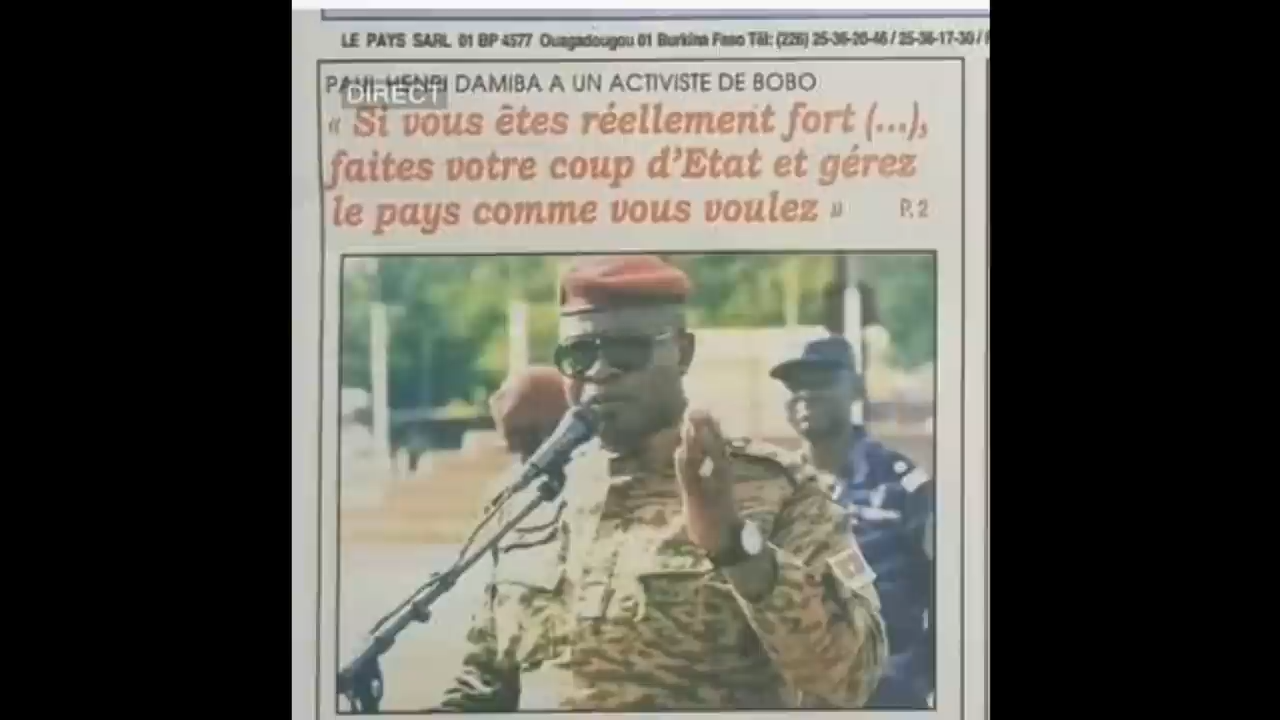 LE PAYS SARL 01 BP 4577 Ouagadougou 01 Burkina Faso Tél: (226) 25-36-20-46 / 25-36-17-30 /
PAUL HENRI DAMIBA A UN ACTIVISTE DE BOBO
DIRECT
« Si vous êtes réellement fort (...),
faites votre coup d'Etat et gérez
le pays comme vous voulez » P. 2